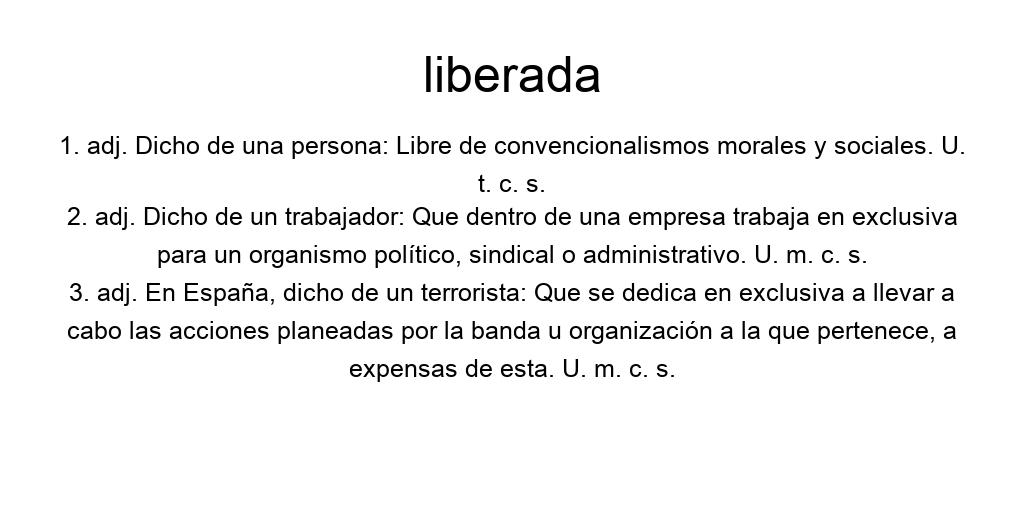 liberada
1. adj. Dicho de una persona: Libre de convencionalismos morales y sociales. U.
t. c. s.
2. adj. Dicho de un trabajador: Que dentro de una empresa trabaja en exclusiva
para un organismo político, sindical o administrativo. U. m. c. s.
3. adj. En España, dicho de un terrorista: Que se dedica en exclusiva a llevar a
cabo las acciones planeadas por la banda u organización a la que pertenece, a
expensas de esta. U. m. c. s.